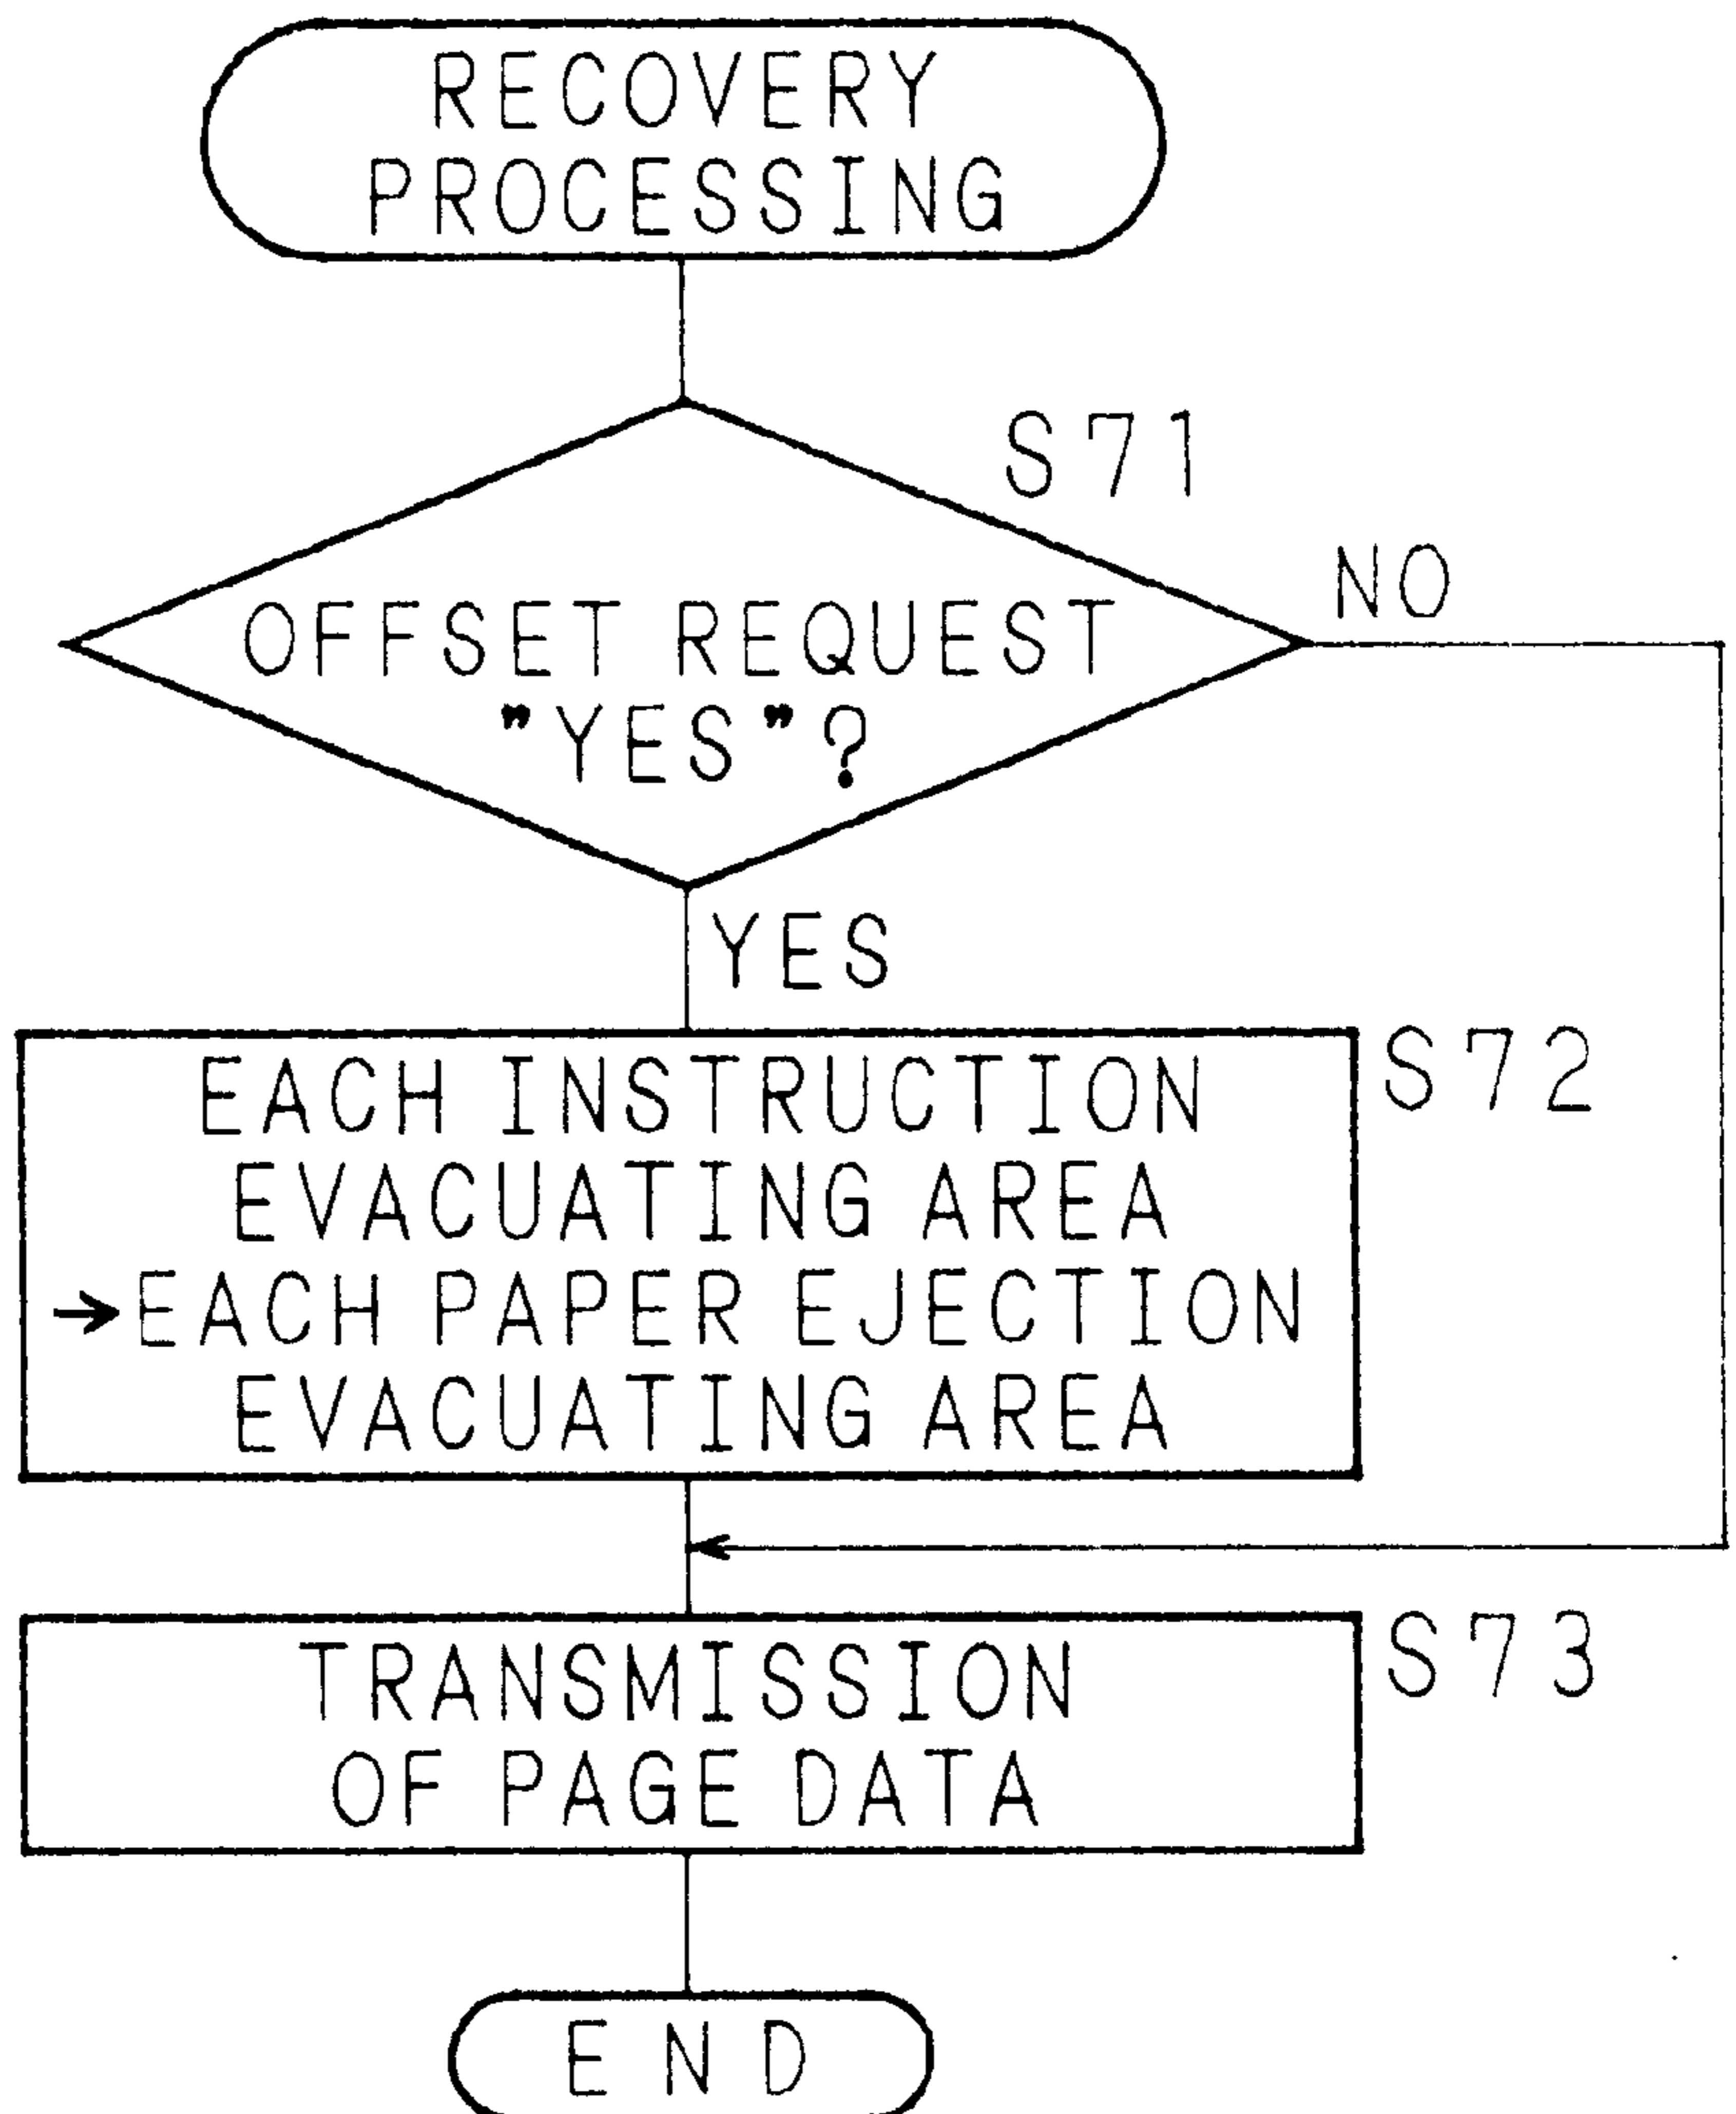 RECOVERY
PROCESSING
S71
NO
OFFSET REQUEST
"YES"?
YES
S72
EACH INSTRUCTION
EVACUATING AREA
→EACH PAPER EJECTION
EVACUATING AREA
S73
TRANSMISSION
OF PAGE DATA
END